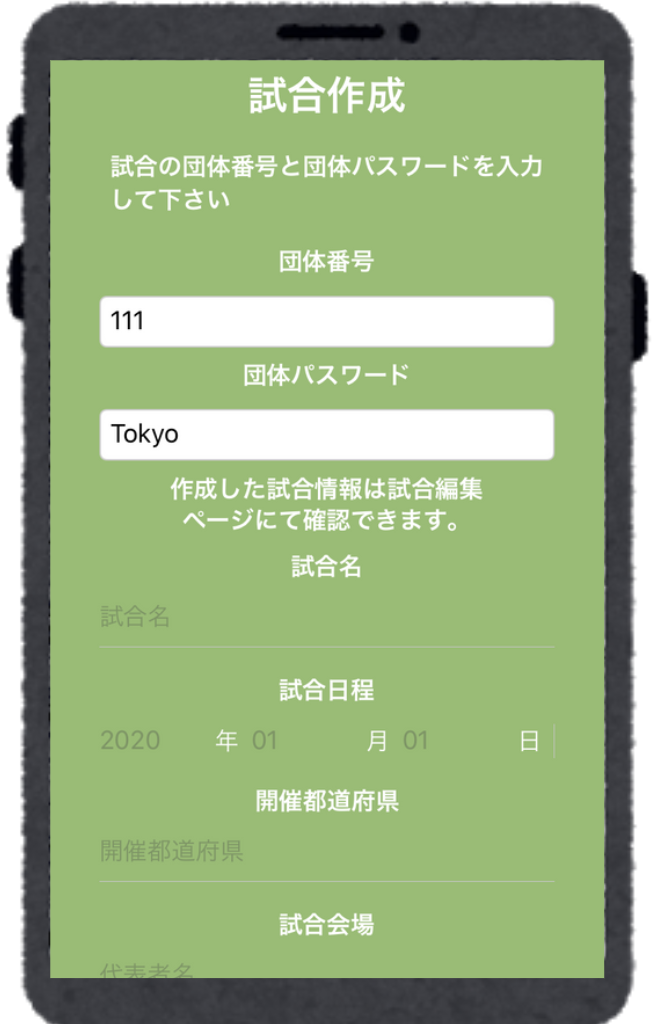 試合作成
試合の団体番号と団体パスワードを入力
して下さい
団体番号
111
団体パスワード
Tokyo
作成した試合情報は試合編集
ページにて確認できます。
試合名
試合名
試合日程
2020 年 01 月 01 日
開催都道府県
開催都道府県
試合会場
代表者名